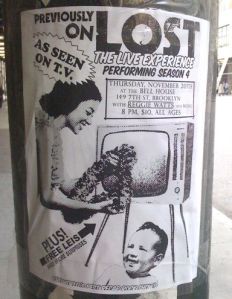 PREVIOUSLY
ON LOST
AS SEEN
ON T.V.
THE LIVE EXPERIENCE
PERFORMING SEASON 4
THURSDAY, NOVEMBER 20TH
AT THE BELL HOUSE
149 7TH ST, BROOKLYN
WITH REGGIE WATTS
8 PM, $10, ALL AGES
PLUS!
FREE LEIS